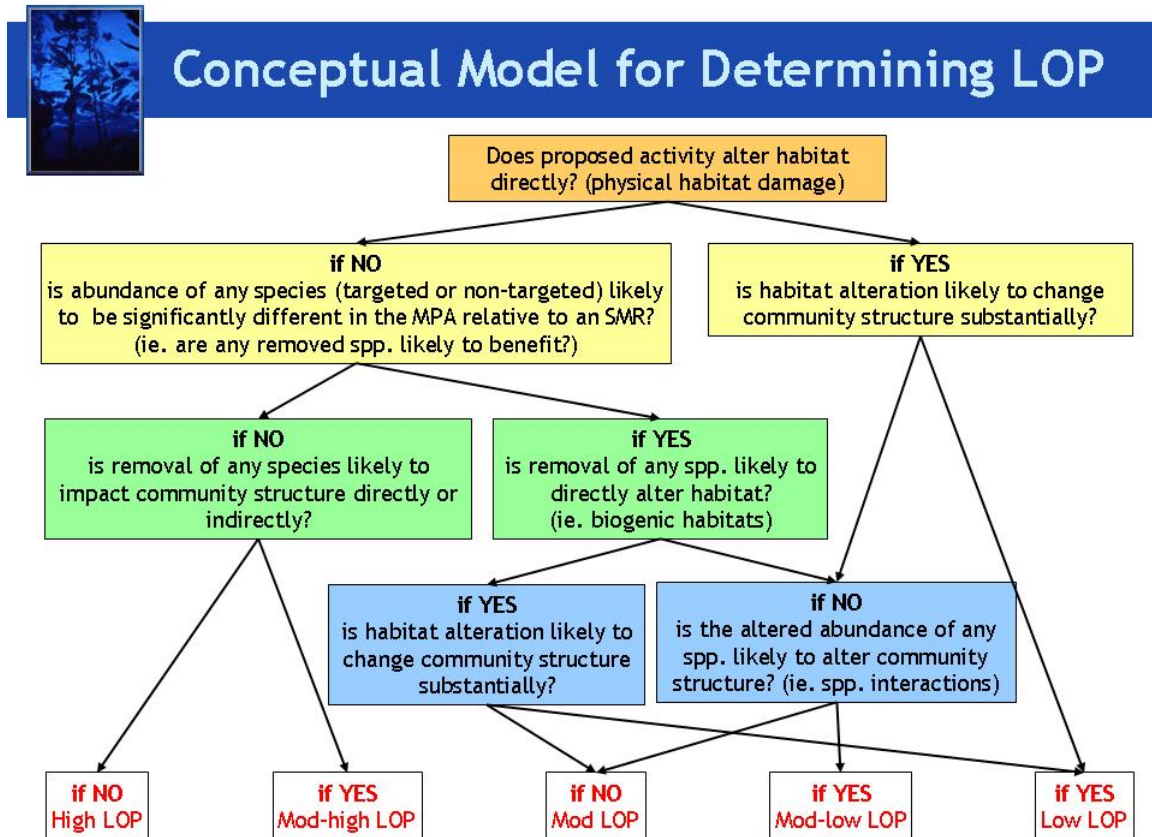 Conceptual Model for Determining LOP
Does proposed activity alter habitat
directly? (physical habitat damage)
if NO
is abundance of any species (targeted or non-targeted) likely
to be significantly different in the MPA relative to an SMR?
(ie. are any removed spp. likely to benefit?)
if YES
is habitat alteration likely to change
community structure substantially?
if NO
is removal of any species likely to
impact community structure directly or
indirectly?
if YES
is removal of any spp. likely to
directly alter habitat?
(ie. biogenic habitats)
if YES
is habitat alteration likely to
change community structure
substantially?
if NO
is the altered abundance of any
spp. likely to alter community
structure? (ie. spp. interactions)
if NO
High LOP
if YES
Mod-high LOP
if NO
Mod LOP
if YES
Mod-low LOP
if YES
Low LOP